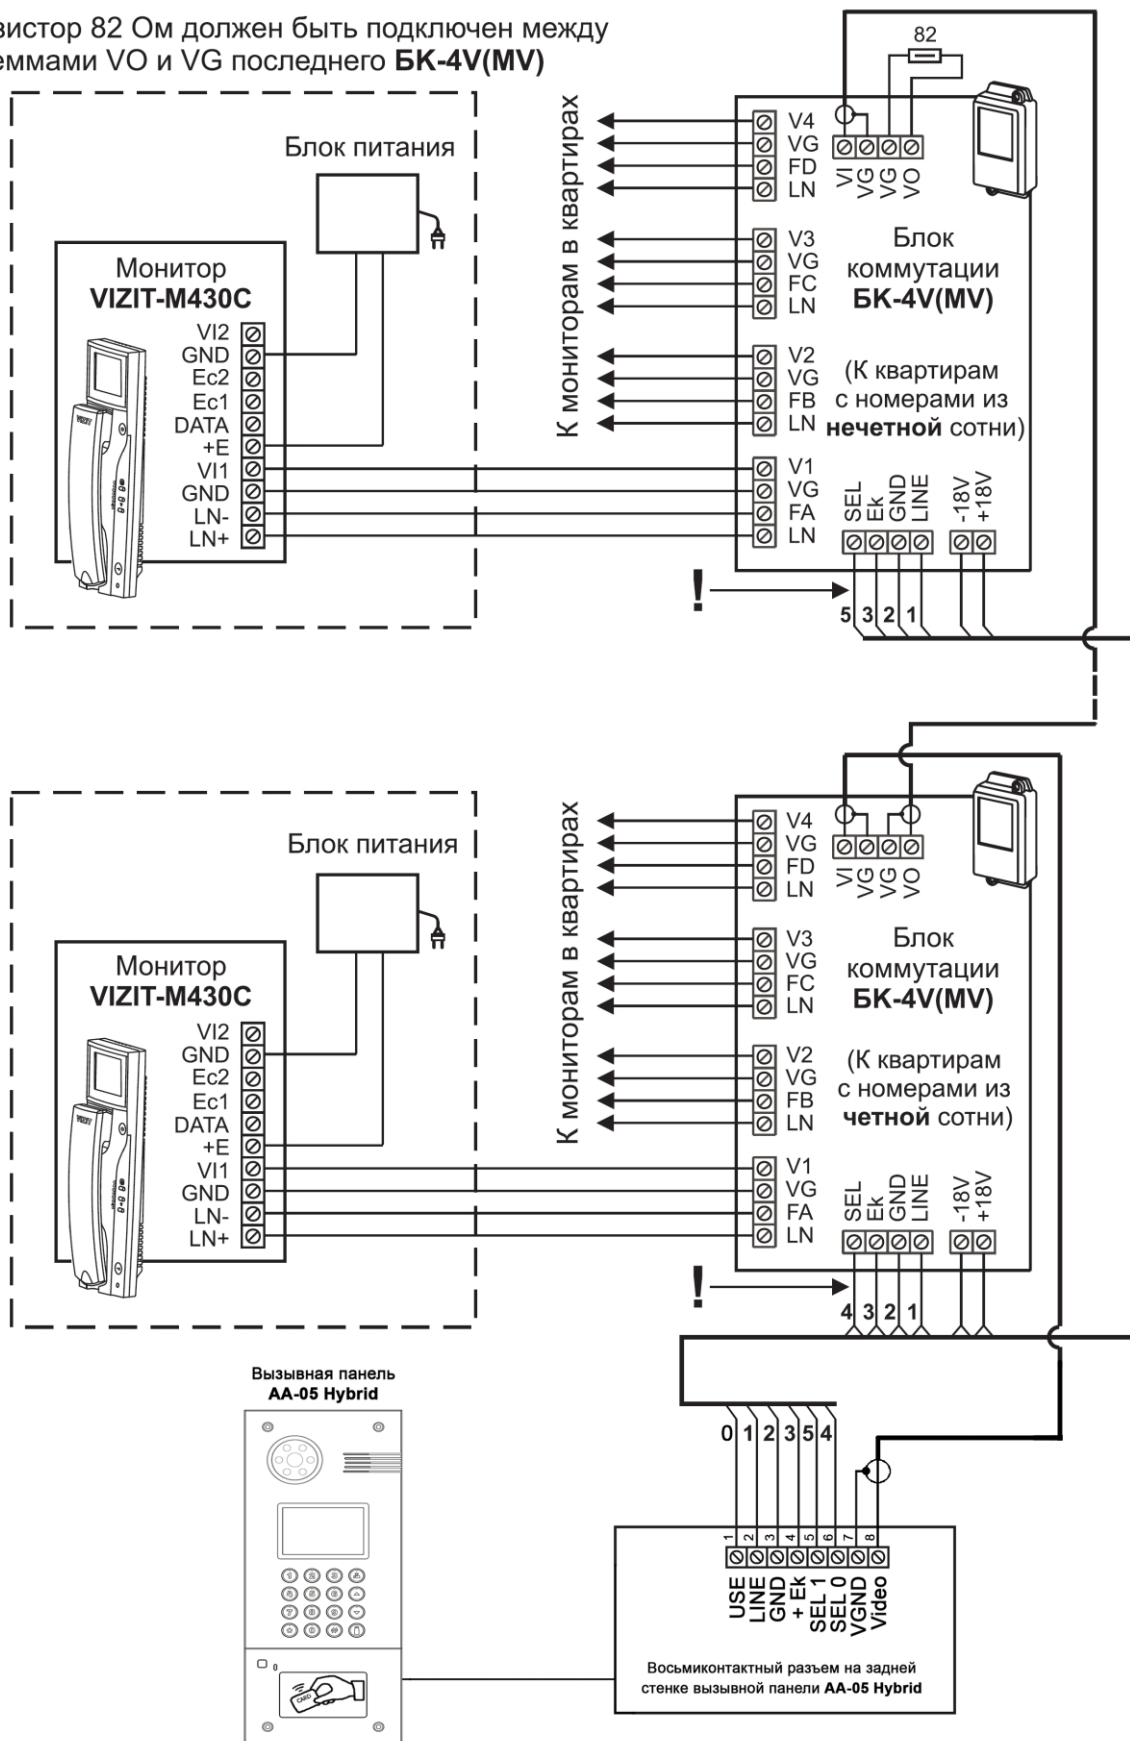 зистор 82 Ом должен быть подключен между
еммами VO и VG последнего БК-4V(MV)
82
Блок питания
Монитор
VIZIT-M430C
VI2
GND
Ec2
Ec1
DATA
+E
VI1
GND
LN-
LN+
К мониторам в квартирах
V4
VG
FD
LN
VI
VG
VG
VO
V3
VG
FC
LN
Блок
коммутации
БК-4V(MV)
V2
VG
FB
LN
(К квартирам
с номерами из
нечетной сотни)
V1
VG
FA
LN
SEL
Ek
GND
LINE
-18V
+18V
!
5 3 2 1
Блок питания
Монитор
VIZIT-M430C
VI2
GND
Ec2
Ec1
DATA
+E
VI1
GND
LN-
LN+
К мониторам в квартирах
V4
VG
FD
LN
VI
VG
VG
VO
V3
VG
FC
LN
Блок
коммутации
БК-4V(MV)
V2
VG
FB
LN
(К квартирам
с номерами из
четной сотни)
V1
VG
FA
LN
SEL
Ek
GND
LINE
-18V
+18V
!
4 3 2 1
Вызывная панель
AA-05 Hybrid
0 1 2 3 5 4
1 2 3 4 5 6 7 8
USE
LINE
GND
+ Ek
SEL 1
SEL 0
VGND
Video
Восьмиконтактный разъем на задней
стенке вызывной панели AA-05 Hybrid
CARD